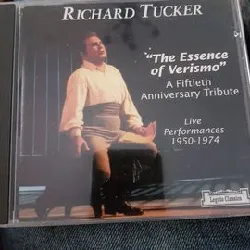 RICHARD TUCKER
"The Essence
of Verismo"
A Fiftieth
Anniversary Tribute
Live
Performances
1950-1974
Legato Classics